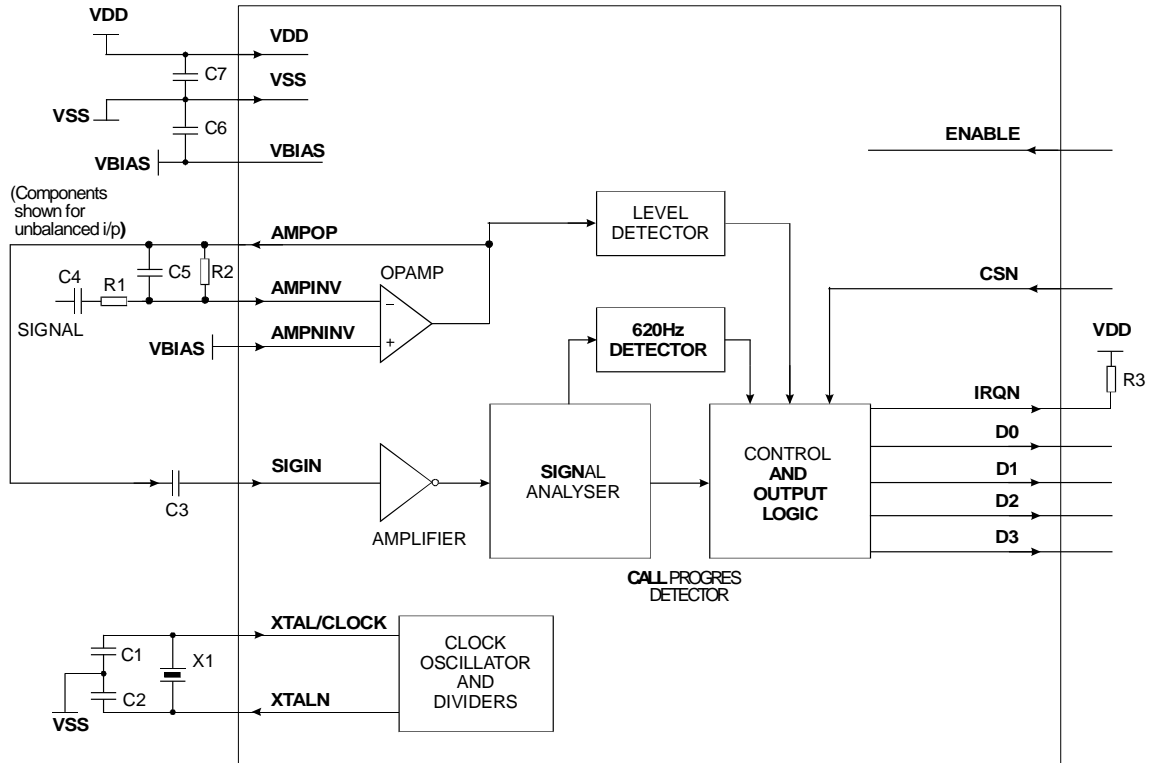 VDD
VDD
C7
VSS
VSS
C6
VBIAS
VBIAS
ENABLE
(Components
shown for
unbalanced i/p)
AMPOP
LEVEL
DETECTOR
C4
R1
C5
R2
OPAMP
CSN
AMPINV
−
SIGNAL
AMPNINV
+
VBIAS
620Hz
DETECTOR
VDD
R3
IRQN
D0
SIGIN
C3
AMPLIFIER
SIGNAL
ANALYSER
CONTROL
AND
OUTPUT
LOGIC
D1
D2
D3
CALL PROGRES
DETECTOR
XTAL/CLOCK
C1
X1
C2
VSS
XTALN
CLOCK
OSCILLATOR
AND
DIVIDERS